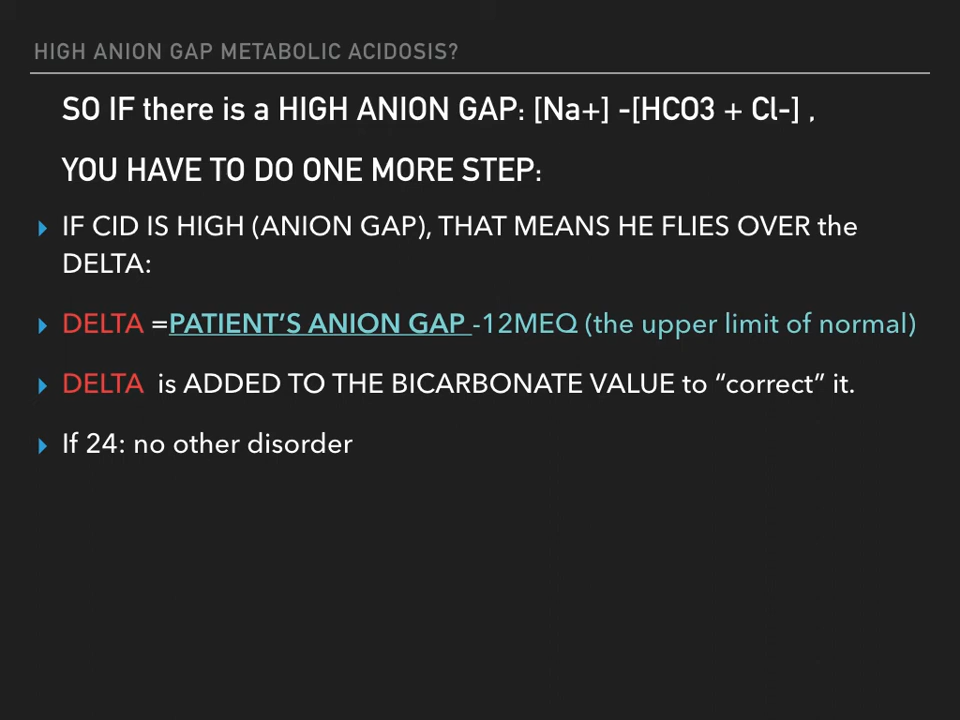 HIGH ANION GAP METABOLIC ACIDOSIS?
SO IF there is a HIGH ANION GAP: [Na+] -[HCO3 + Cl-] ,
YOU HAVE TO DO ONE MORE STEP:
▸ IF CID IS HIGH (ANION GAP), THAT MEANS HE FLIES OVER the
DELTA:
▸ DELTA =PATIENT’S ANION GAP -12MEQ (the upper limit of normal)
▸ DELTA is ADDED TO THE BICARBONATE VALUE to “correct” it.
▸ If 24: no other disorder